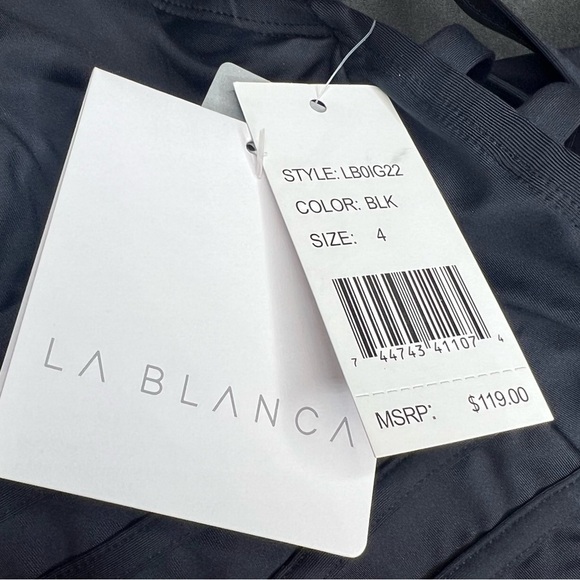 LA BLANCA
STYLE: LB0IG22
COLOR: BLK
SIZE: 4
7 44743 41107 4
MSRP: $119.00